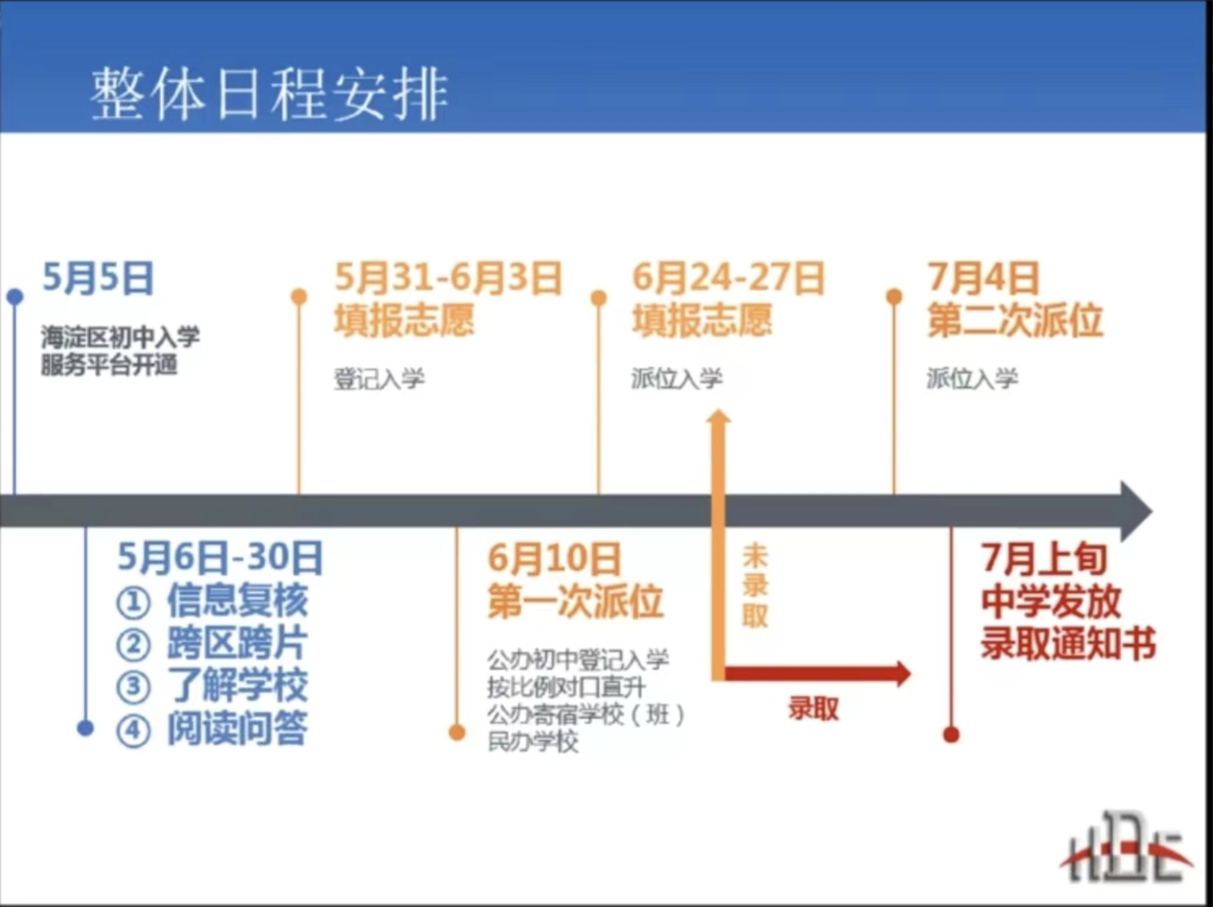 整体日程安排
5月5日
海淀区初中入学
服务平台开通
5月31-6月3日
填报志愿
登记入学
6月24-27日
填报志愿
派位入学
7月4日
第二次派位
派位入学
5月6日-30日
① 信息复核
② 跨区跨片
③ 了解学校
④ 阅读问答
6月10日
第一次派位
公办初中登记入学
按比例对口直升
公办寄宿学校（班）
民办学校
未录取
录取
7月上旬
中学发放
录取通知书
HDE